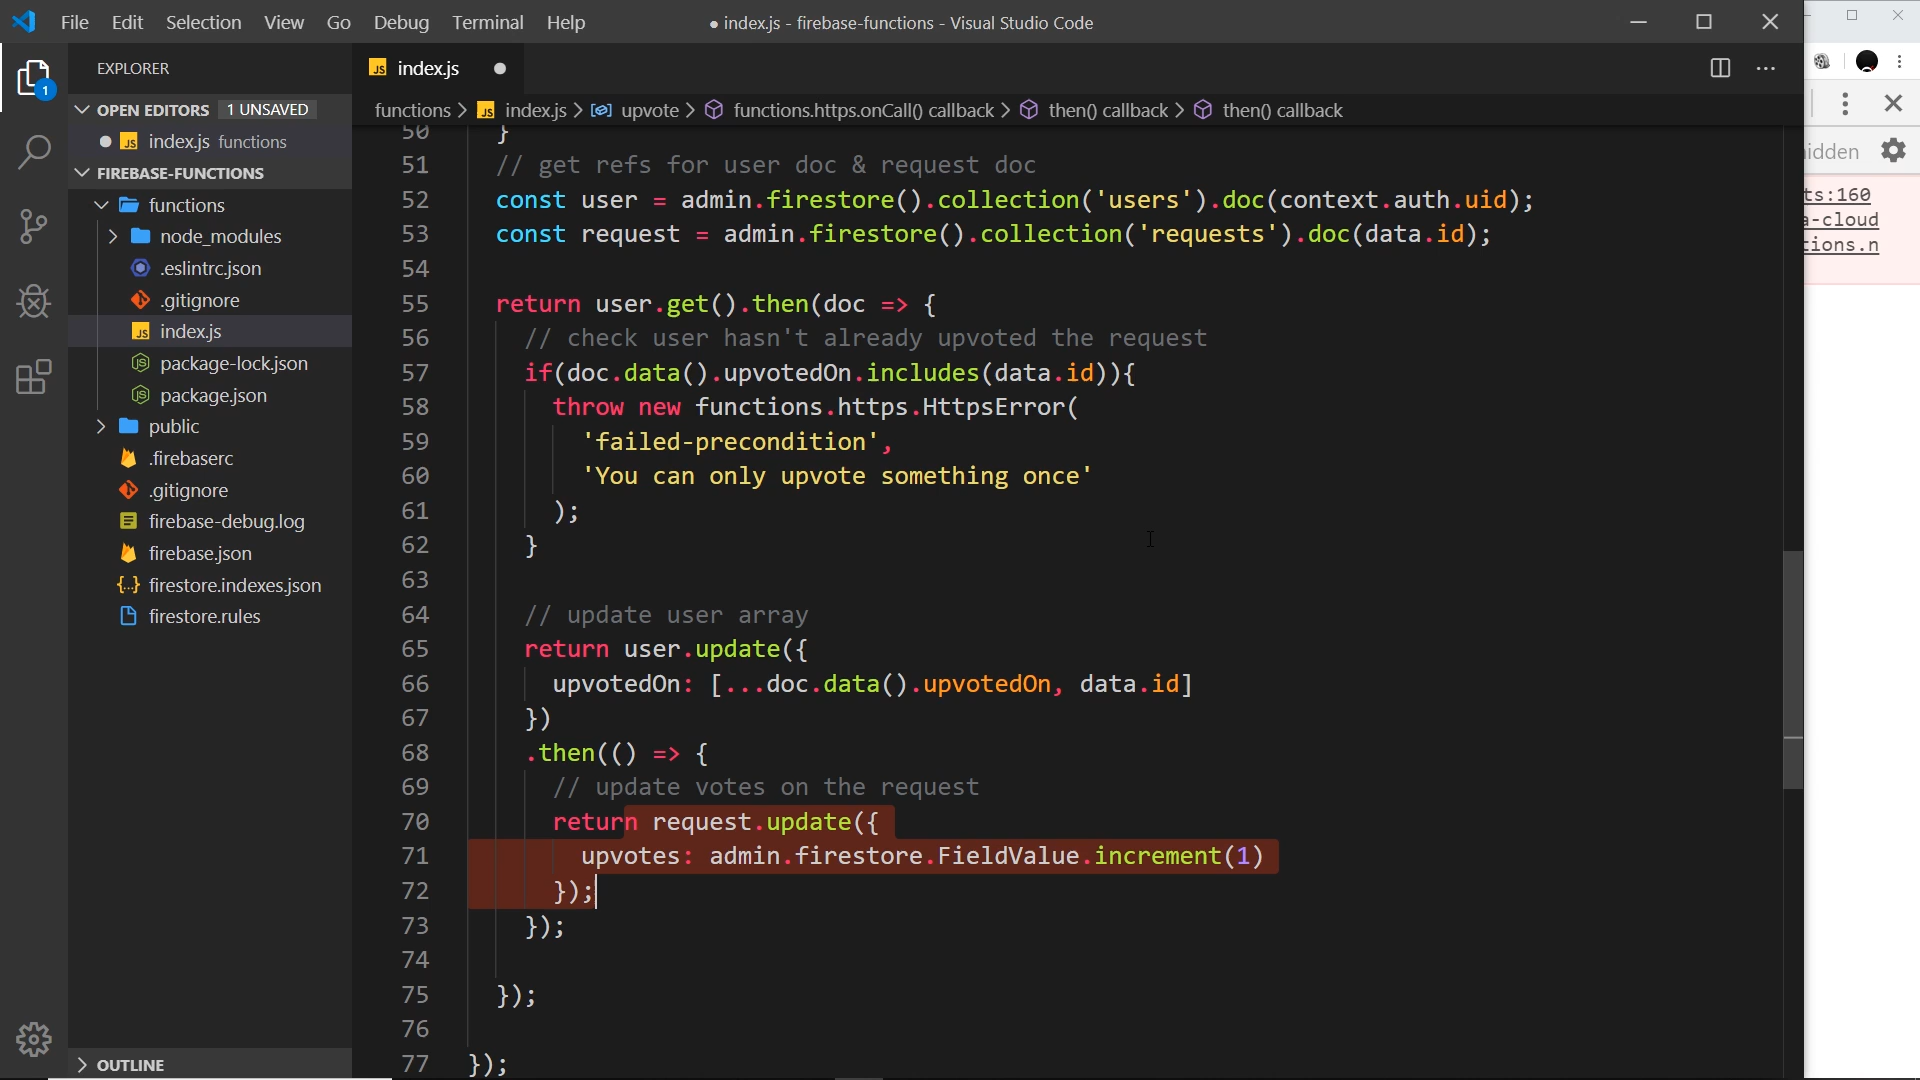 File Edit Selection View Go Debug Terminal Help
● index.js - firebase-functions - Visual Studio Code
EXPLORER
OPEN EDITORS 1 UNSAVED
● JS index.js functions
FIREBASE-FUNCTIONS
functions
node_modules
.eslintrc.json
.gitignore
JS index.js
package-lock.json
package.json
public
.firebaserc
.gitignore
firebase-debug.log
firebase.json
firestore.indexes.json
firestore.rules
OUTLINE
1
JS index.js ●
functions > JS index.js > upvote > functions.https.onCall() callback > then() callback > then() callback
50 }
51 // get refs for user doc & request doc
52 const user = admin.firestore().collection('users').doc(context.auth.uid);
53 const request = admin.firestore().collection('requests').doc(data.id);
54
55 return user.get().then(doc => {
56 // check user hasn't already upvoted the request
57 if(doc.data().upvotedOn.includes(data.id)){
58 throw new functions.https.HttpsError(
59 'failed-precondition',
60 'You can only upvote something once'
61 );
62 }
63
64 // update user array
65 return user.update({
66 upvotedOn: [...doc.data().upvotedOn, data.id]
67 })
68 .then(() => {
69 // update votes on the request
70 return request.update({
71 upvotes: admin.firestore.FieldValue.increment(1)
72 });
73 });
74
75 });
76
77 });
idden
ts:160
a-cloud
tions.n